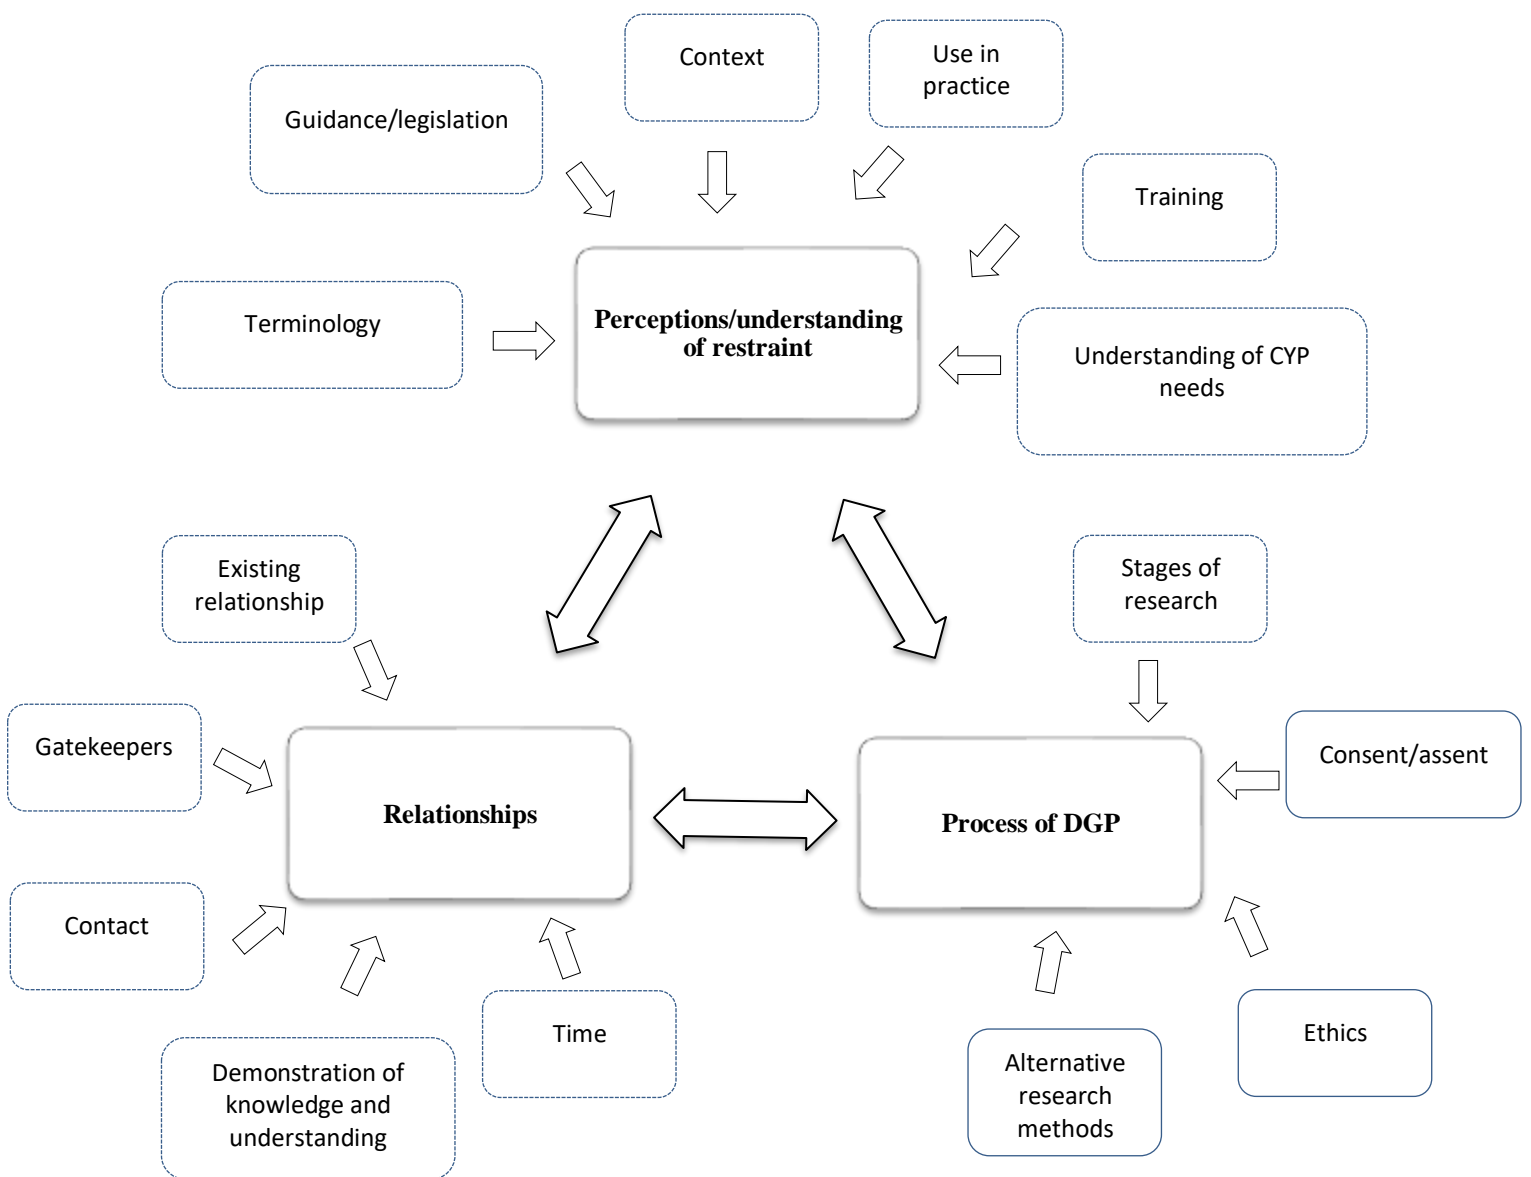 Context
Use in
practice
Guidance/legislation
Training
Terminology
Perceptions/understanding
of restraint
Understanding of CYP
needs
Existing
relationship
Stages of
research
Gatekeepers
Consent/assent
Relationships
Process of DGP
Contact
Time
Ethics
Demonstration of
knowledge and
understanding
Alternative
research
methods